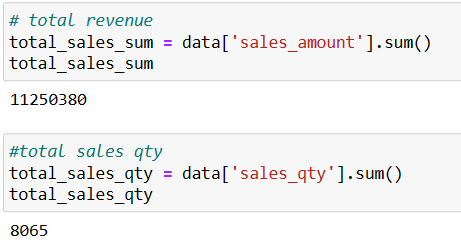 # total revenue
total_sales_sum = data['sales_amount'].sum()
total_sales_sum
11250380
#total sales qty
total_sales_qty = data['sales_qty'].sum()
total_sales_qty
8065